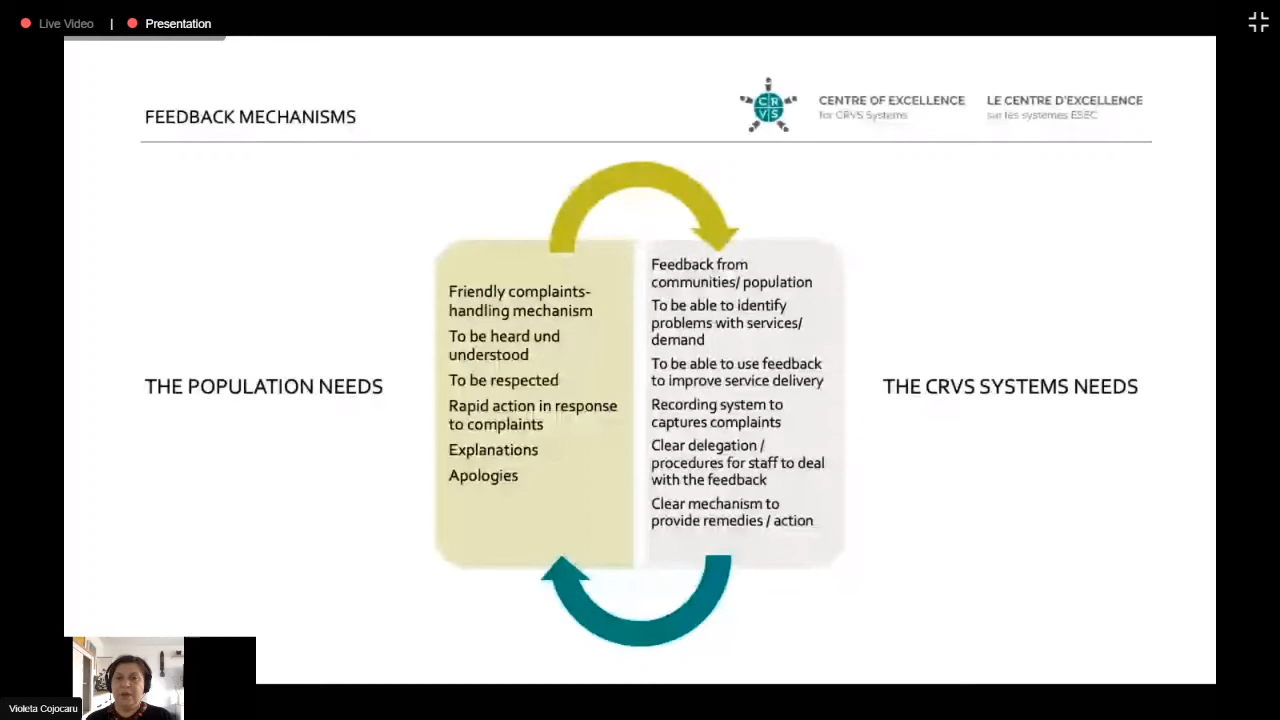 Live Video | Presentation
FEEDBACK MECHANISMS
C R
V S
CENTRE OF EXCELLENCE
for CRVS Systems
LE CENTRE D'EXCELLENCE
sur les systèmes ESEC
THE POPULATION NEEDS
Friendly complaints-
handling mechanism
To be heard und
understood
To be respected
Rapid action in response
to complaints
Explanations
Apologies
Feedback from
communities/ population
To be able to identify
problems with services/
demand
To be able to use feedback
to improve service delivery
Recording system to
captures complaints
Clear delegation /
procedures for staff to deal
with the feedback
Clear mechanism to
provide remedies / action
THE CRVS SYSTEMS NEEDS
Violeta Cojocaru